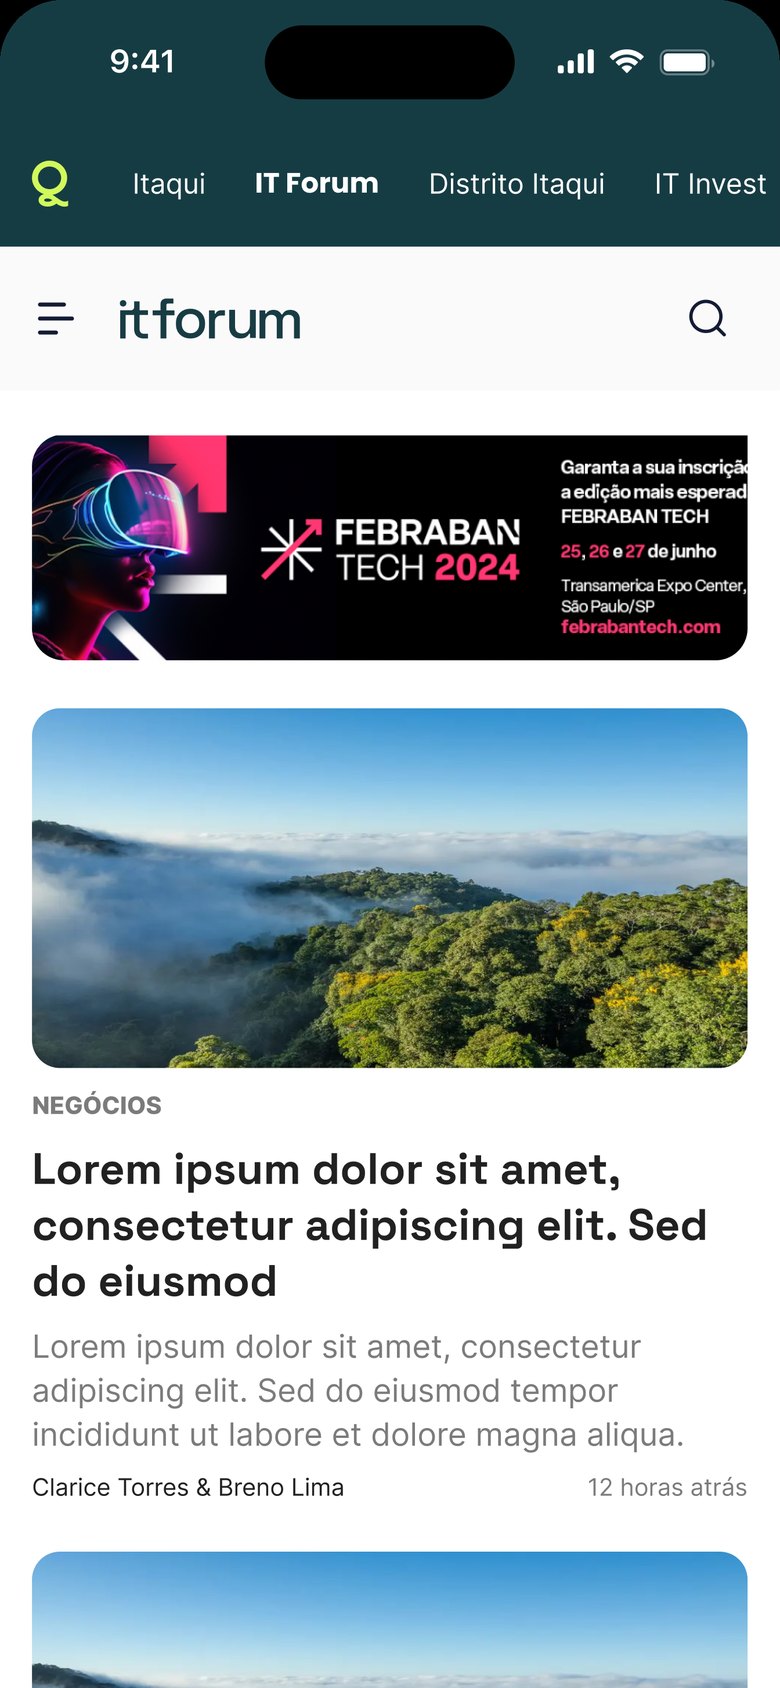 9:41
Itaqui IT Forum Distrito Itaqui IT Invest
itforum
FEBRABAN
TECH 2024
Garanta a sua inscrição
a edição mais esperad
FEBRABAN TECH
25, 26 e 27 de junho
Transamerica Expo Center,
São Paulo/SP
febrabantech.com
NEGÓCIOS
Lorem ipsum dolor sit amet,
consectetur adipiscing elit. Sed
do eiusmod
Lorem ipsum dolor sit amet, consectetur
adipiscing elit. Sed do eiusmod tempor
incididunt ut labore et dolore magna aliqua.
Clarice Torres & Breno Lima 12 horas atrás